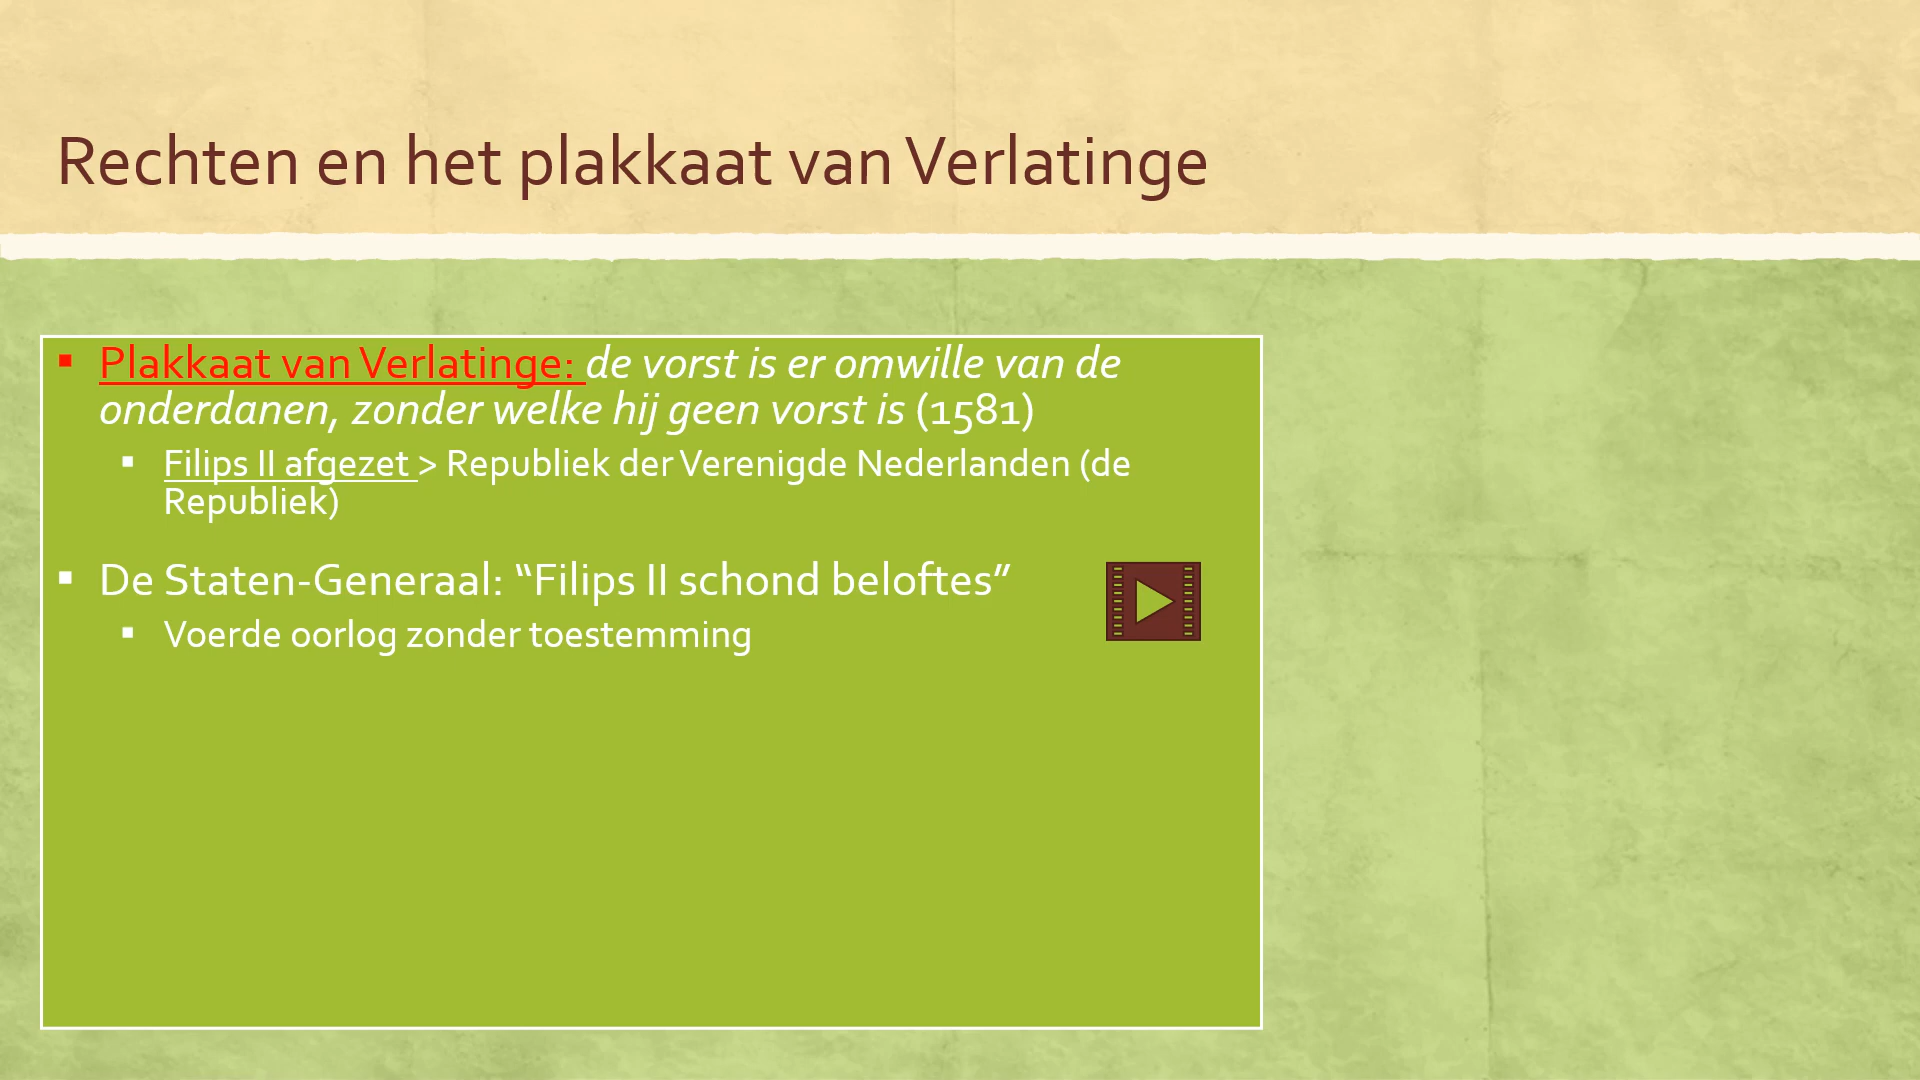 Rechten en het plakkaat van Verlatinge
▪ Plakkaat van Verlatinge: de vorst is er omwille van de
onderdanen, zonder welke hij geen vorst is (1581)
▪ Filips II afgezet > Republiek der Verenigde Nederlanden (de
Republiek)
▪ De Staten-Generaal: “Filips II schond beloftes”
▪ Voerde oorlog zonder toestemming